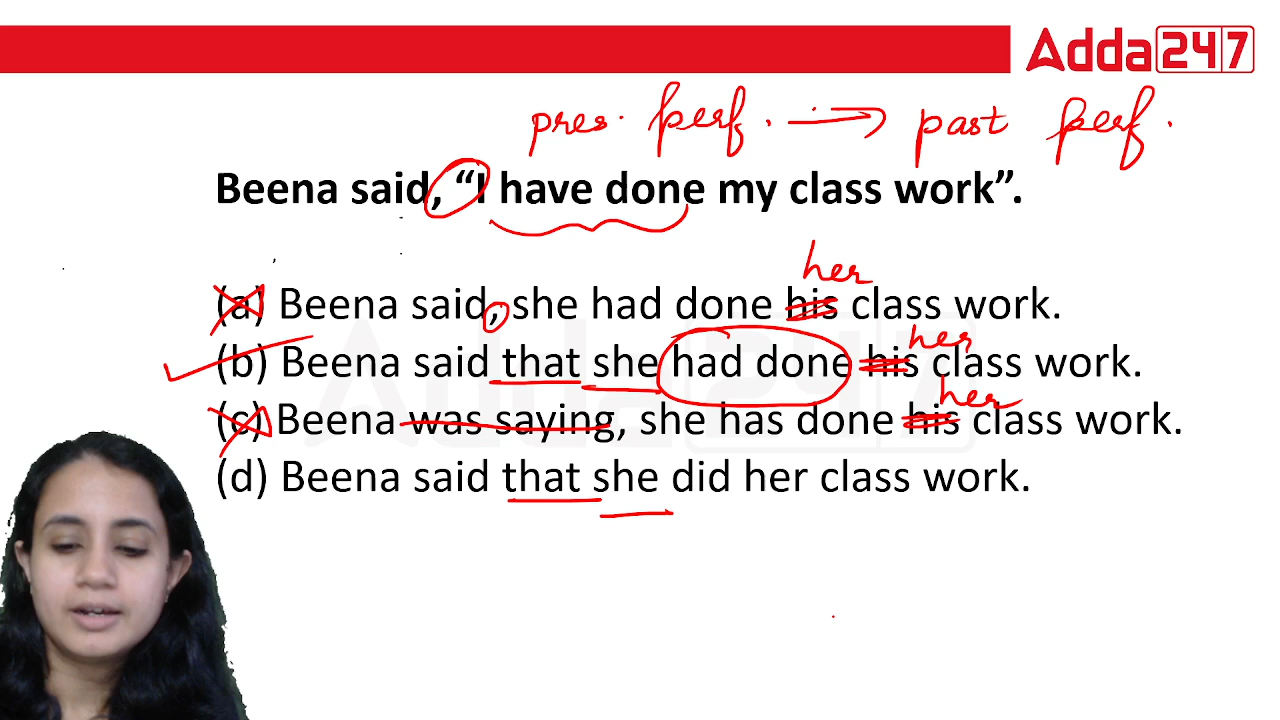 Adda247
pres. perf. → past perf.
Beena said, “I have done my class work”.
her
(a) Beena said, she had done his class work.
her
(b) Beena said that she had done his class work.
her
(c) Beena was saying, she has done his class work.
(d) Beena said that she did her class work.